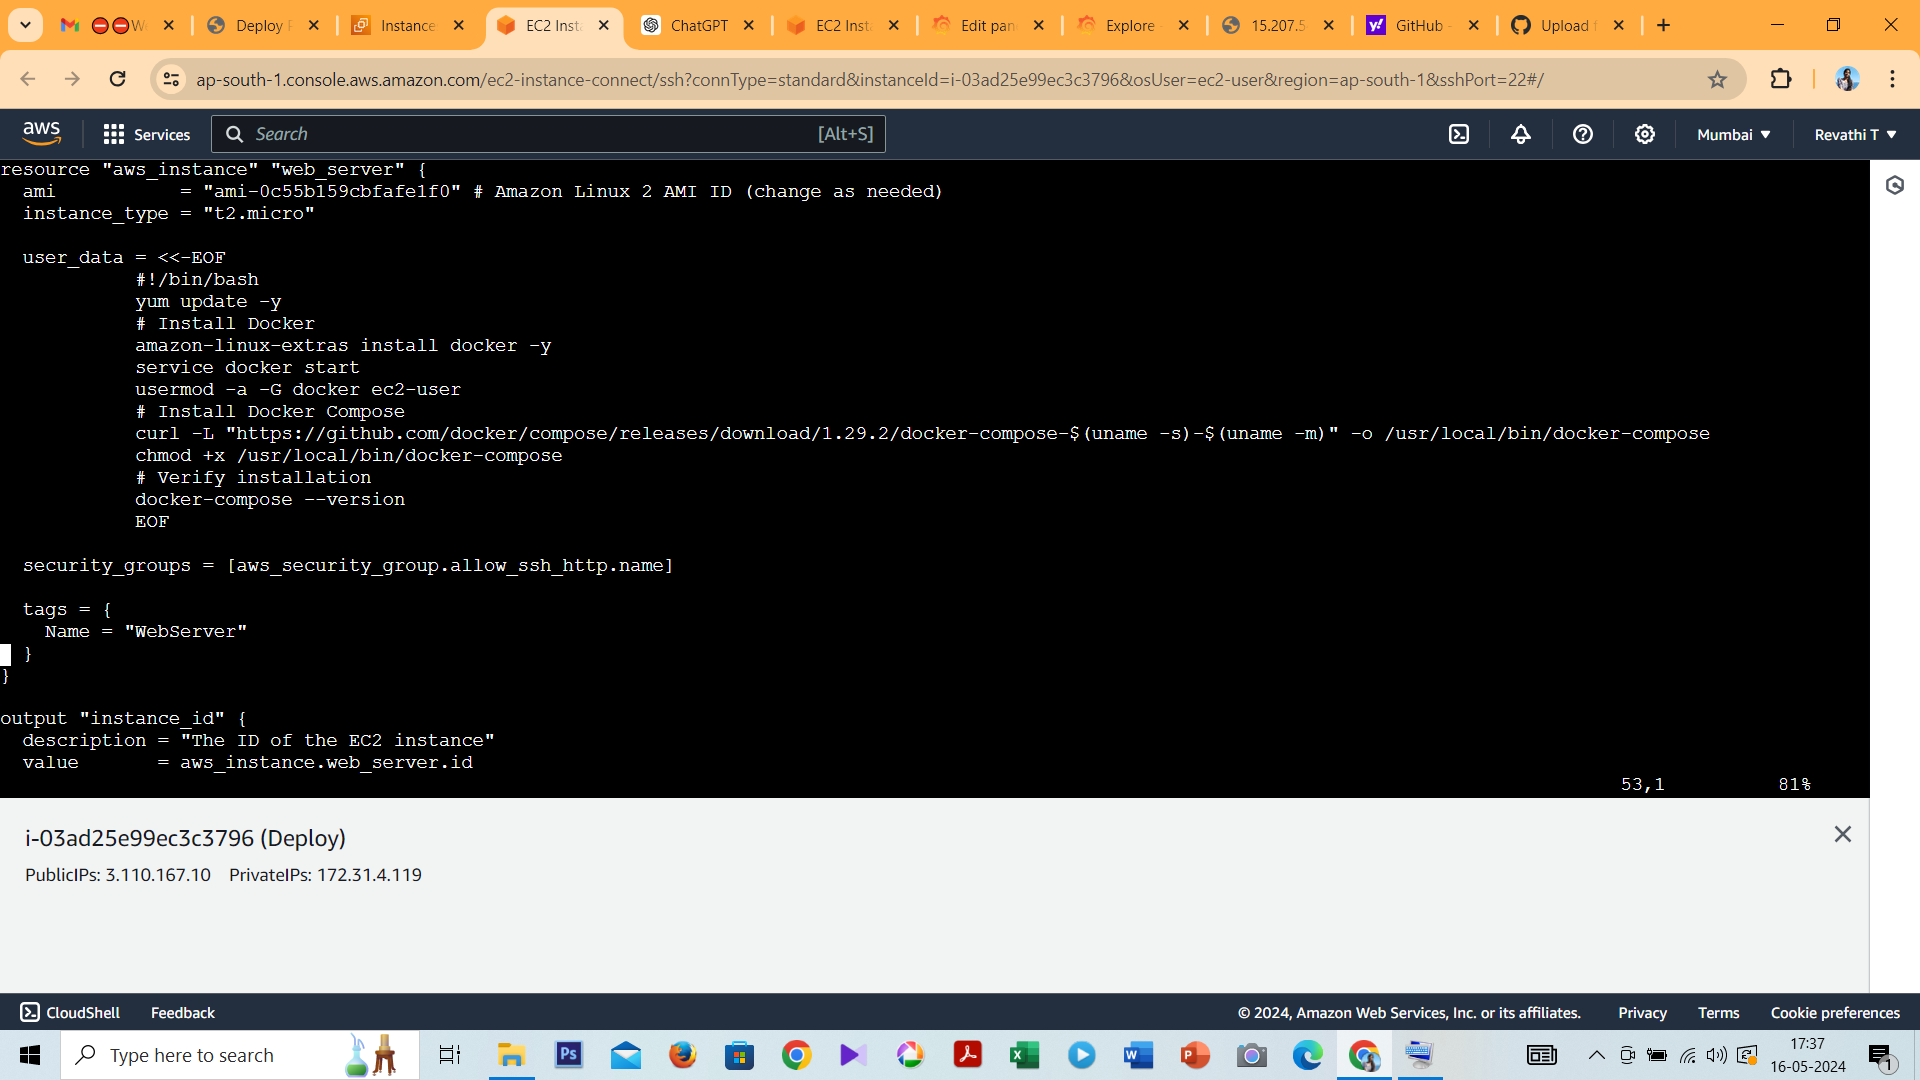 W
Deploy
Instance
EC2 Inst
ChatGPT
EC2 Inst
Edit pan
Explore
15.207.5
GitHub
Upload
ap-south-1.console.aws.amazon.com/ec2-instance-connect/ssh?connType=standard&instanceId=i-03ad25e99ec3c3796&osUser=ec2-user&region=ap-south-1&sshPort=22#/
aws
Services
Search
[Alt+S]
Mumbai
Revathi T
resource "aws_instance" "web_server" {
ami = "ami-0c55b159cbfafe1f0" # Amazon Linux 2 AMI ID (change as needed)
instance_type = "t2.micro"
user_data = <<-EOF
#!/bin/bash
yum update -y
# Install Docker
amazon-linux-extras install docker -y
service docker start
usermod -a -G docker ec2-user
# Install Docker Compose
curl -L "https://github.com/docker/compose/releases/download/1.29.2/docker-compose-$(uname -s)-$(uname -m)" -o /usr/local/bin/docker-compose
chmod +x /usr/local/bin/docker-compose
# Verify installation
docker-compose --version
EOF
security_groups = [aws_security_group.allow_ssh_http.name]
tags = {
Name = "WebServer"
}
}
output "instance_id" {
description = "The ID of the EC2 instance"
value = aws_instance.web_server.id
53,1 81%
i-03ad25e99ec3c3796 (Deploy)
PublicIPs: 3.110.167.10 PrivateIPs: 172.31.4.119
CloudShell
Feedback
© 2024, Amazon Web Services, Inc. or its affiliates.
Privacy
Terms
Cookie preferences
Type here to search
17:37
16-05-2024
1